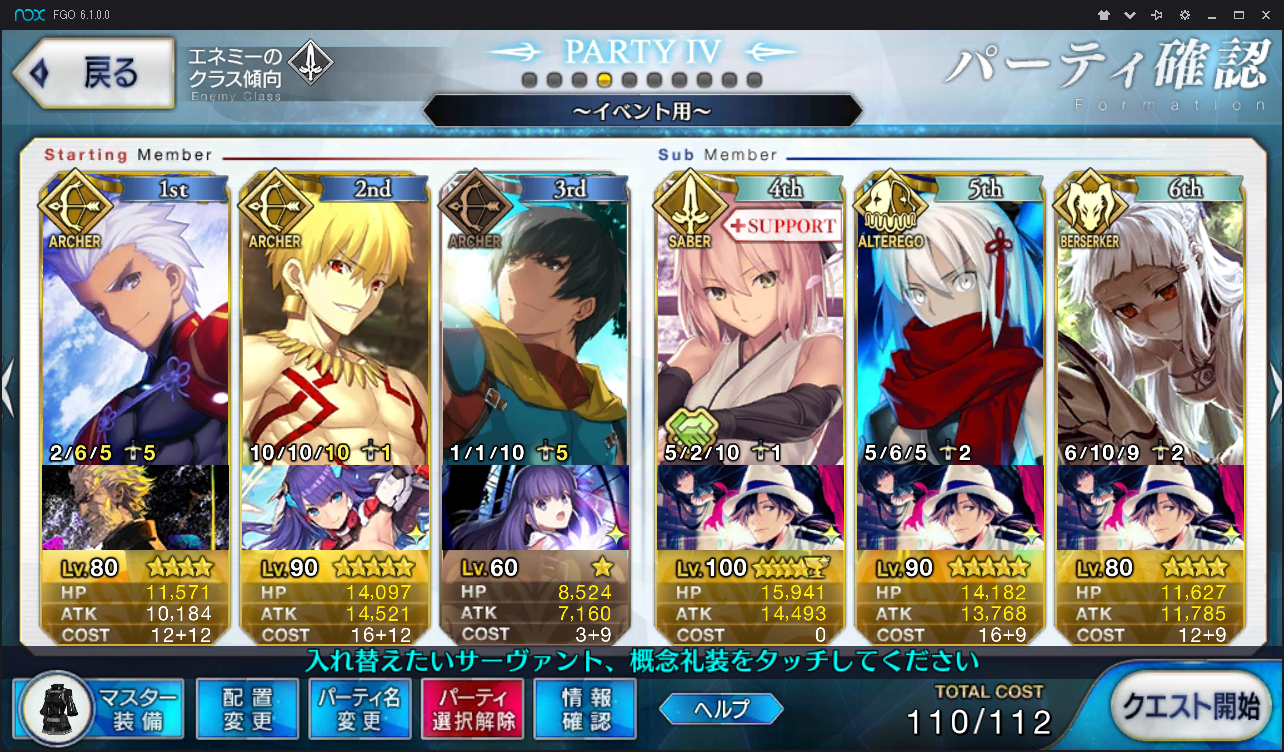 nox FGO 6.1.0.0
戻る
エネミーの
クラス傾向
Enemy Class
PARTY IV
～イベント用～
パーティ確認
Formation
Starting Member
Sub Member
1st
ARCHER
2/6/5 5
Lv.80
HP 11,571
ATK 10,184
COST 12+12
2nd
ARCHER
10/10/10 1
Lv.90
HP 14,097
ATK 14,521
COST 16+12
3rd
ARCHER
1/1/10 5
Lv.60
HP 8,524
ATK 7,160
COST 3+9
4th
SABER
+SUPPORT
5/2/10 1
Lv.100
HP 15,941
ATK 14,493
COST 0
5th
ALTEREGO
5/6/5 2
Lv.90
HP 14,182
ATK 13,768
COST 16+9
6th
BERSERKER
6/10/9 2
Lv.80
HP 11,627
ATK 11,785
COST 12+9
入れ替えたいサーヴァント、概念礼装をタッチしてください
マスター
装備
配置
変更
パーティ名
変更
パーティ
選択解除
情報
確認
ヘルプ
TOTAL COST
110/112
クエスト開始